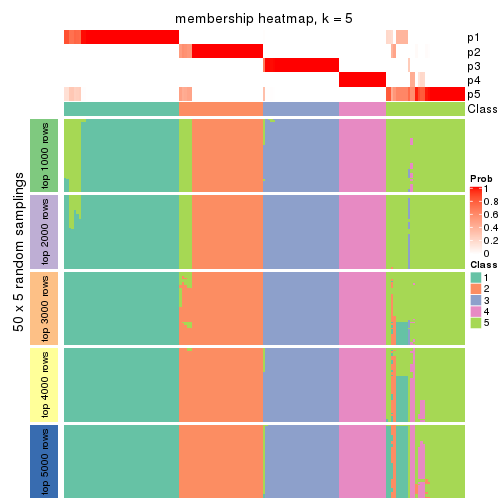 membership heatmap, k = 5
p1
p2
p3
p4
p5
Class
50 x 5 random samplings
top 1000 rows
top 2000 rows
top 3000 rows
top 4000 rows
top 5000 rows
Prob
1
0.8
0.6
0.4
0.2
0
Class
1
2
3
4
5